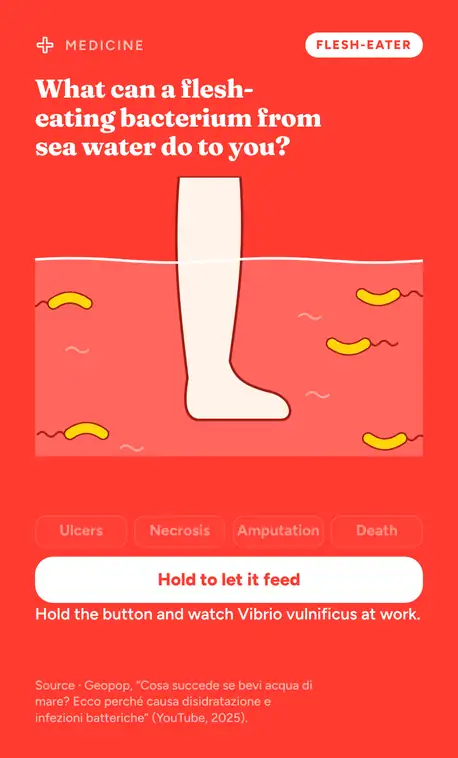 MEDICINE
FLESH-EATER
What can a flesh-
eating bacterium from
sea water do to you?
Ulcers
Necrosis
Amputation
Death
Hold to let it feed
Hold the button and watch Vibrio vulnificus at work.
Source · Geopop, “Cosa succede se bevi acqua di
mare? Ecco perché causa disidratazione e
infezioni batteriche” (YouTube, 2025).